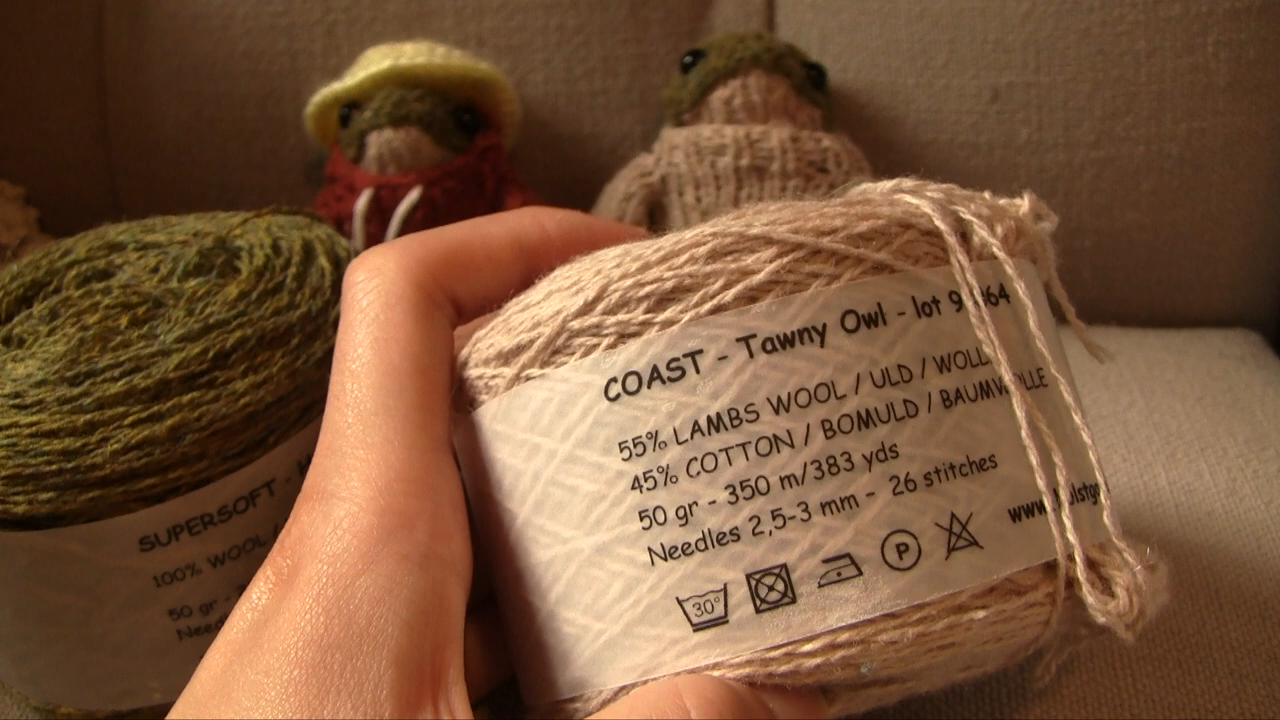 COAST - Tawny Owl - lot
55% LAMBS WOOL / ULD / WOLL
45% COTTON / BOMULD / BAUMWOLLE
50 gr - 350 m/383 yds
Needles 2,5-3 mm - 26 stitches
30°
P
SUPERSOFT -
100% WOOL /
50 gr -